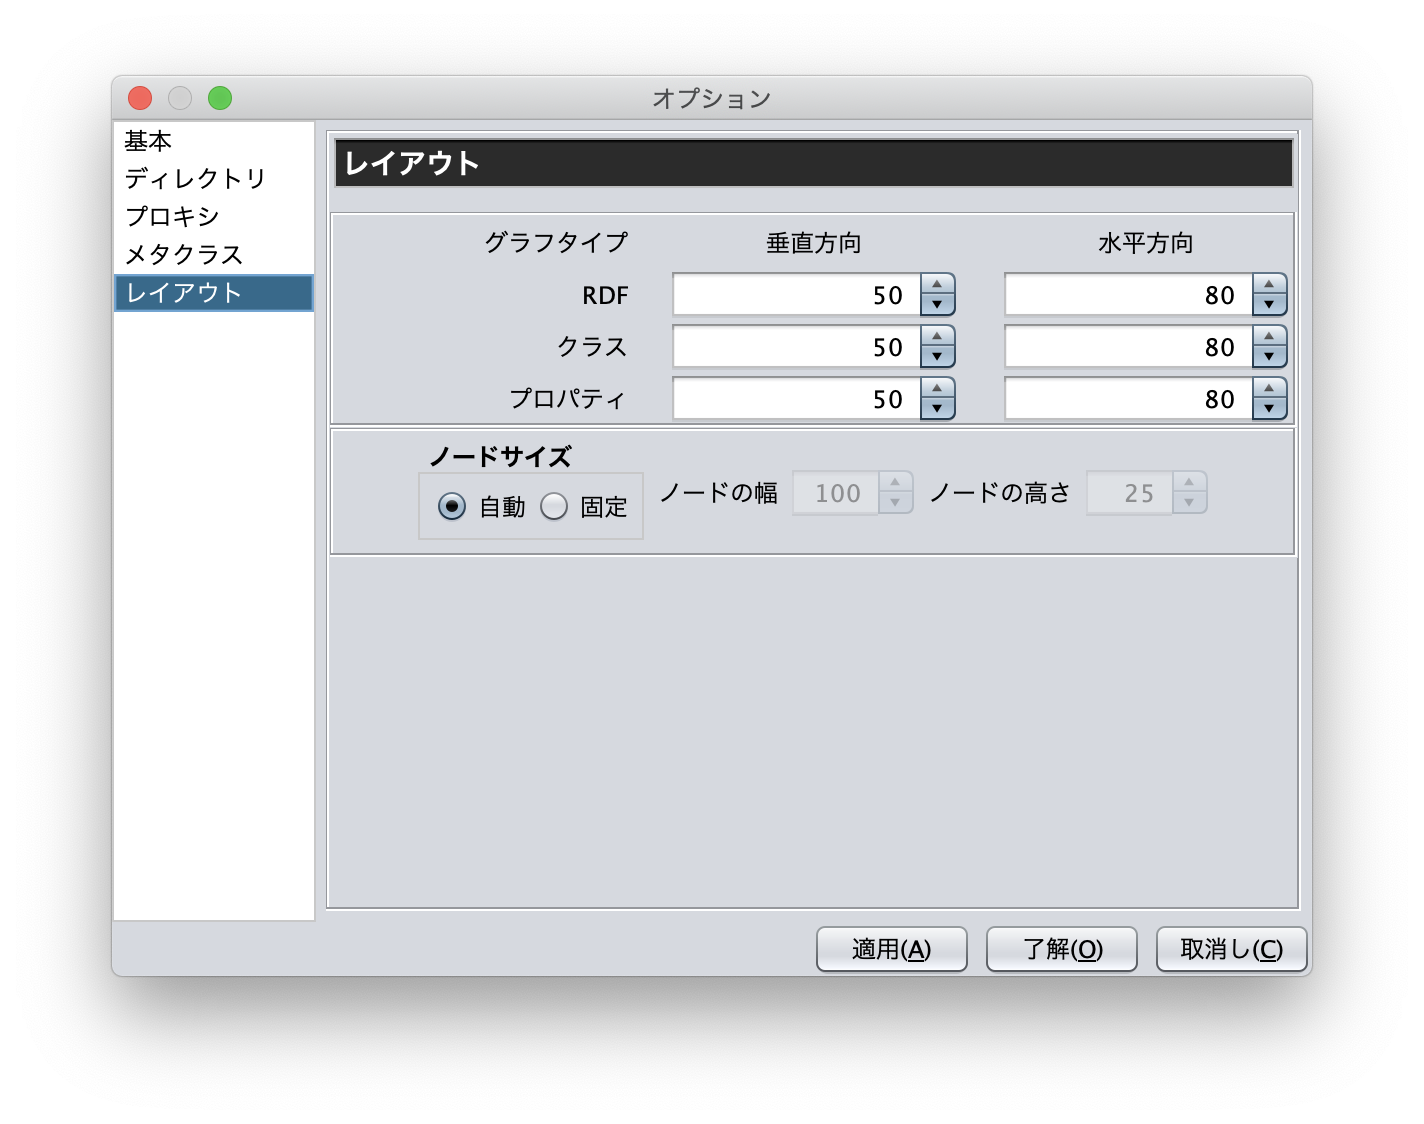 オプション
基本
ディレクトリ
プロキシ
メタクラス
レイアウト
レイアウト
グラフタイプ 垂直方向 水平方向
RDF 50 80
クラス 50 80
プロパティ 50 80
ノードサイズ
自動 固定 ノードの幅 100 ノードの高さ 25
適用(A) 了解(O) 取消し(C)